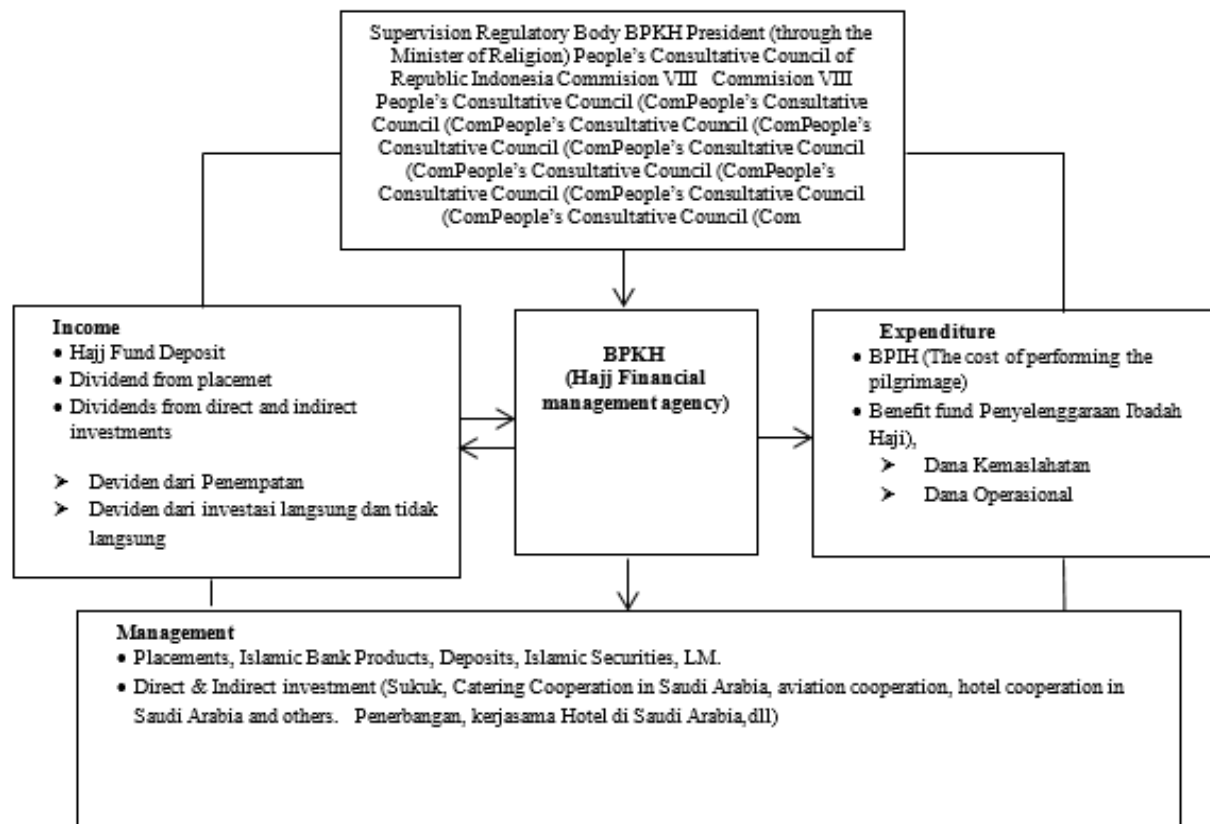 Supervision Regulatory Body BPKH President (through the
Minister of Religion) People's Consultative Council of
Republic Indonesia Commision VIII Commision VIII
People's Consultative Council (ComPeople's Consultative
Council (ComPeople's Consultative Council (ComPeople's
Consultative Council (ComPeople's Consultative Council
(ComPeople's Consultative Council (ComPeople's
Consultative Council (ComPeople's Consultative Council
(ComPeople's Consultative Council (Com
Income
• Hajj Fund Deposit
• Dividend from placemet
• Dividends from direct and indirect
investments
➤ Deviden dari Penempatan
➤ Deviden dari investasi langsung dan tidak
langsung
BPKH
(Hajj Financial
management agency)
Expenditure
• BPIH (The cost of performing the
pilgrimage)
• Benefit fund Penyelenggaraan Ibadah
Haji),
➤ Dana Kemaslahatan
➤ Dana Operasional
Management
• Placements, Islamic Bank Products, Deposits, Islamic Securities, LM.
• Direct & Indirect investment (Sukuk, Catering Cooperation in Saudi Arabia, aviation cooperation, hotel cooperation in
Saudi Arabia and others. Penerbangan, kerjasama Hotel di Saudi Arabia,dll)